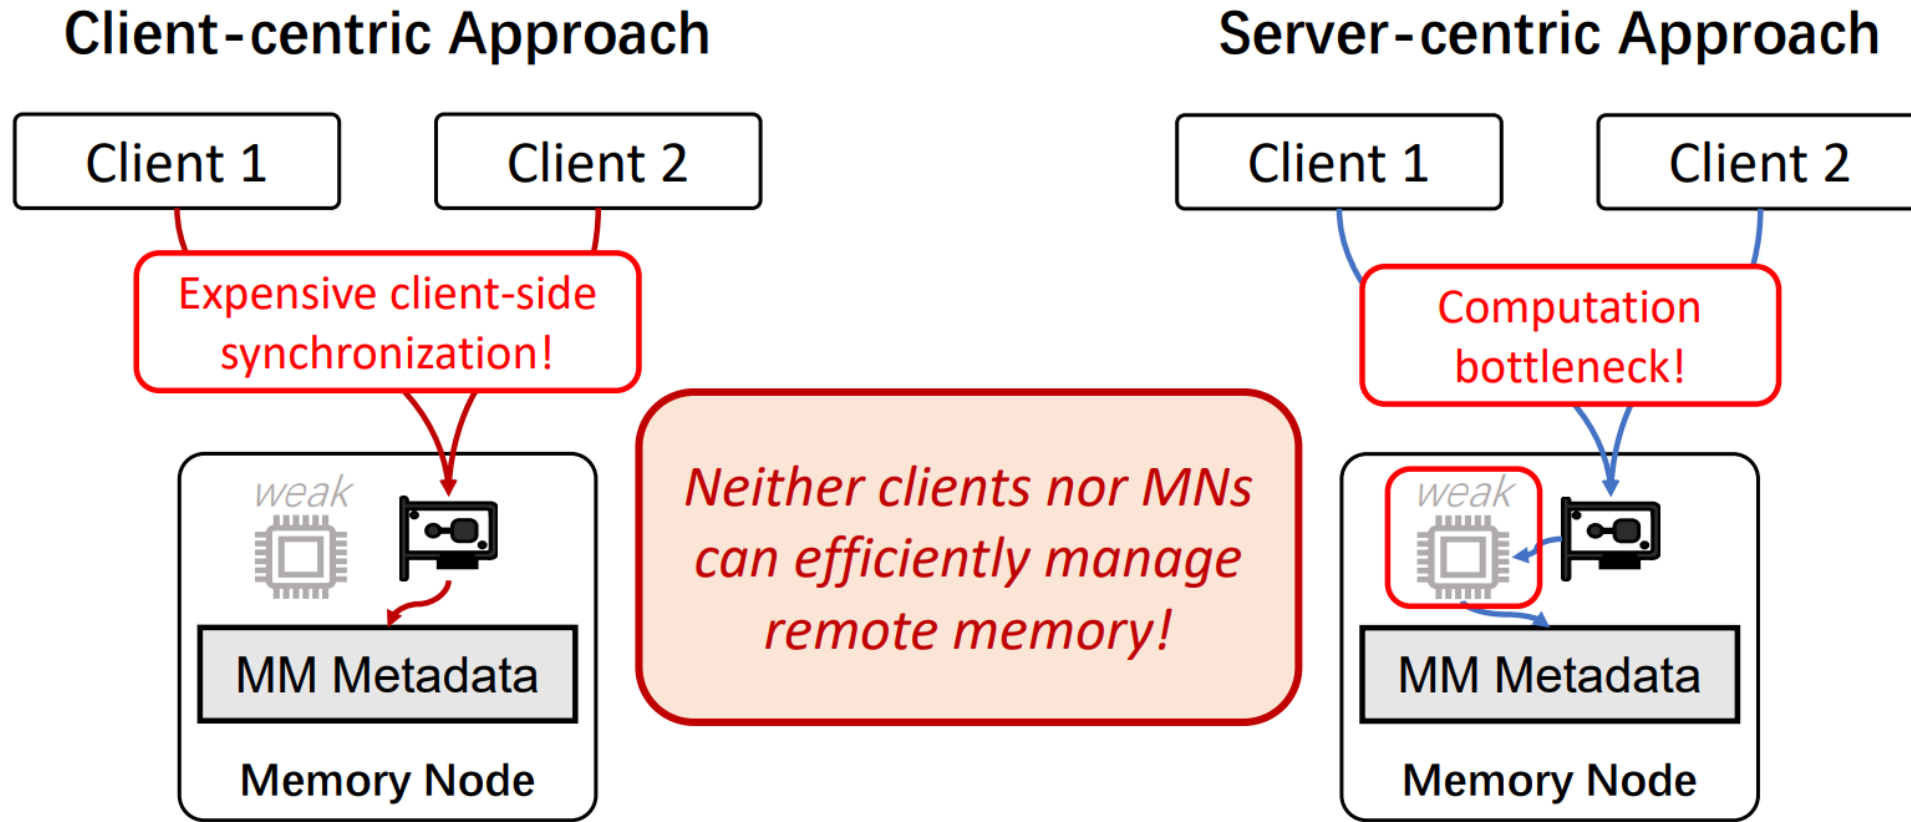 Client-centric Approach
Client 1
Client 2
Expensive client-side
synchronization!
weak
MM Metadata
Memory Node
Neither clients nor MNs
can efficiently manage
remote memory!
Server-centric Approach
Client 1
Client 2
Computation
bottleneck!
weak
MM Metadata
Memory Node